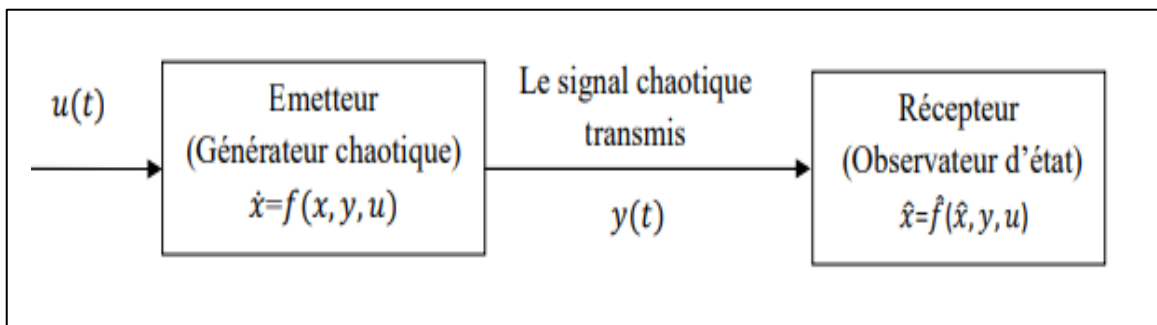 u(t)
Emetteur
(Générateur chaotique)
ẋ=f(x, y, u)
Le signal chaotique
transmis
y(t)
Récepteur
(Observateur d’état)
x̂=f̂(x̂, y, u)